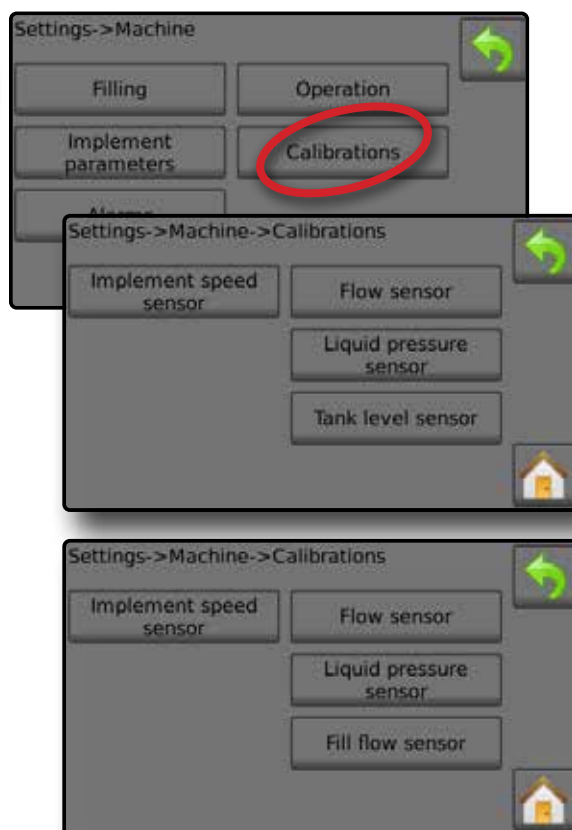 Settings->Machine
Filling
Operation
Implement
parameters
Calibrations
Alarms
Settings->Machine->Calibrations
Implement speed
sensor
Flow sensor
Liquid pressure
sensor
Tank level sensor
Settings->Machine->Calibrations
Implement speed
sensor
Flow sensor
Liquid pressure
sensor
Fill flow sensor